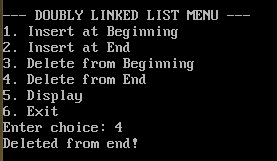 --- DOUBLY LINKED LIST MENU ---
1. Insert at Beginning
2. Insert at End
3. Delete from Beginning
4. Delete from End
5. Display
6. Exit
Enter choice: 4
Deleted from end!